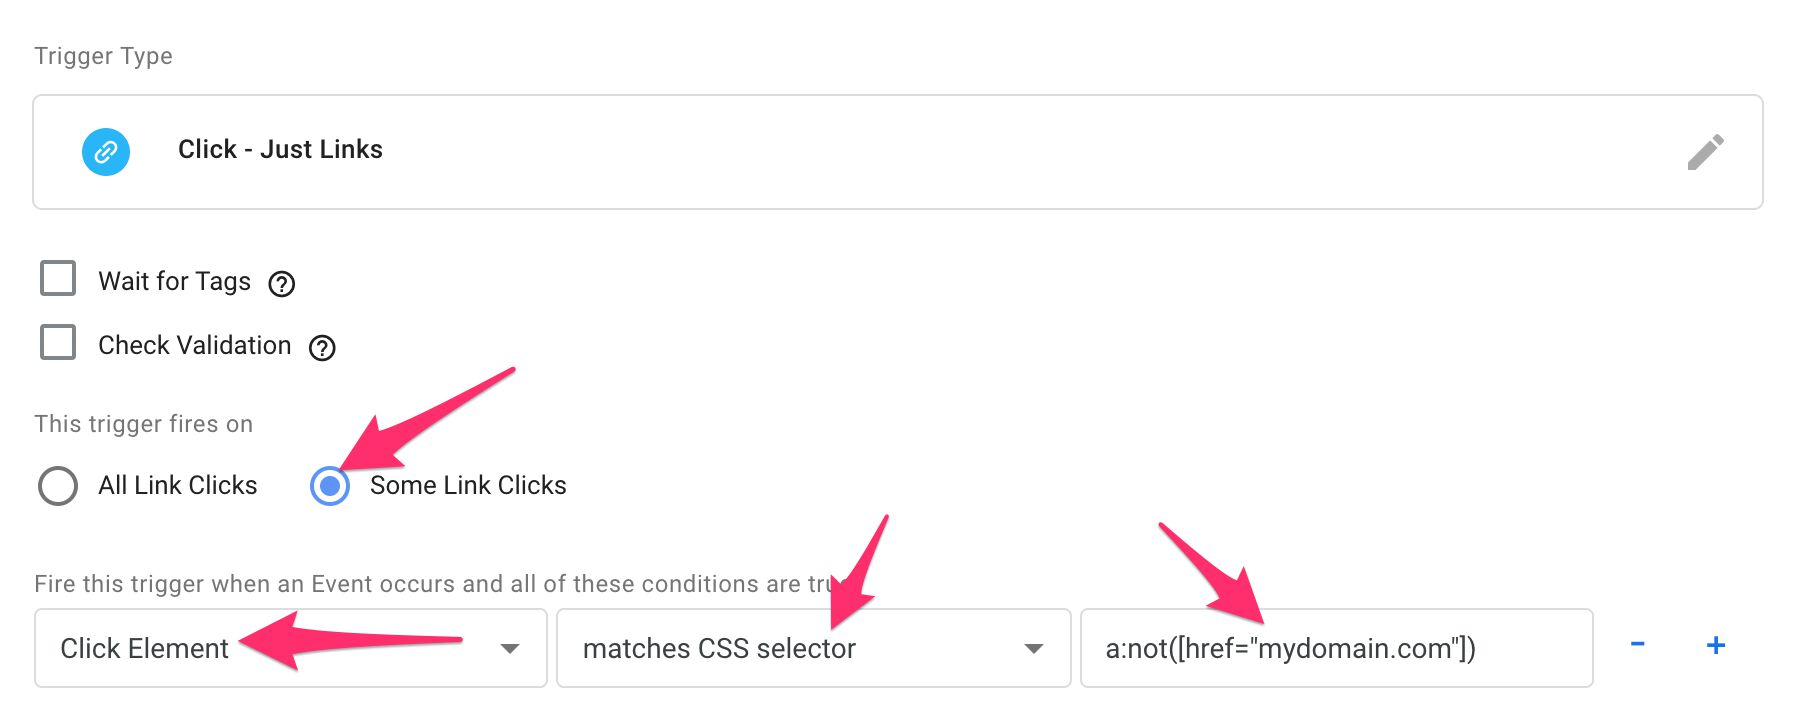 Trigger Type
Click - Just Links
Wait for Tags ?
Check Validation ?
This trigger fires on
All Link Clicks Some Link Clicks
Fire this trigger when an Event occurs and all of these conditions are
Click Element matches CSS selector a:not([href="mydomain.com"]) - +